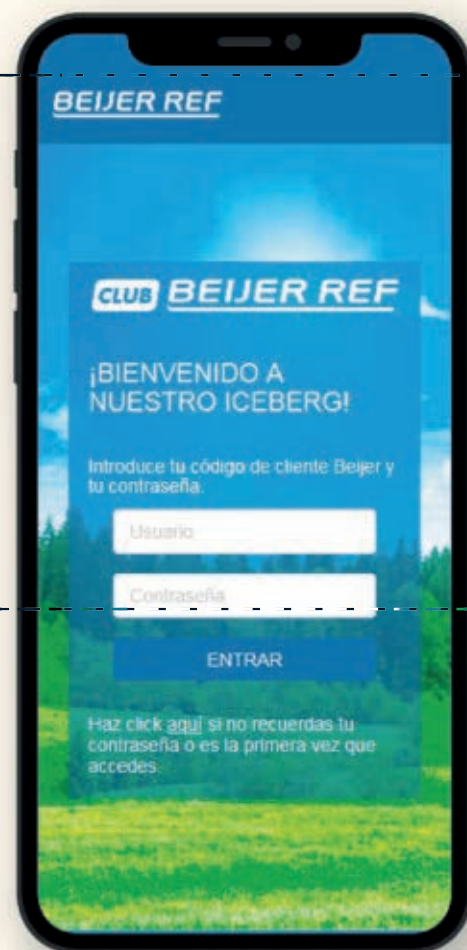 BEIJER REF
CLUB BEIJER REF
¡BIENVENIDO A
NUESTRO ICEBERG!
Introduce tu código de cliente Beijer y
tu contraseña.
Usuario
Contraseña
ENTRAR
Haz click aquí si no recuerdas tu
contraseña o es la primera vez que
accedes.